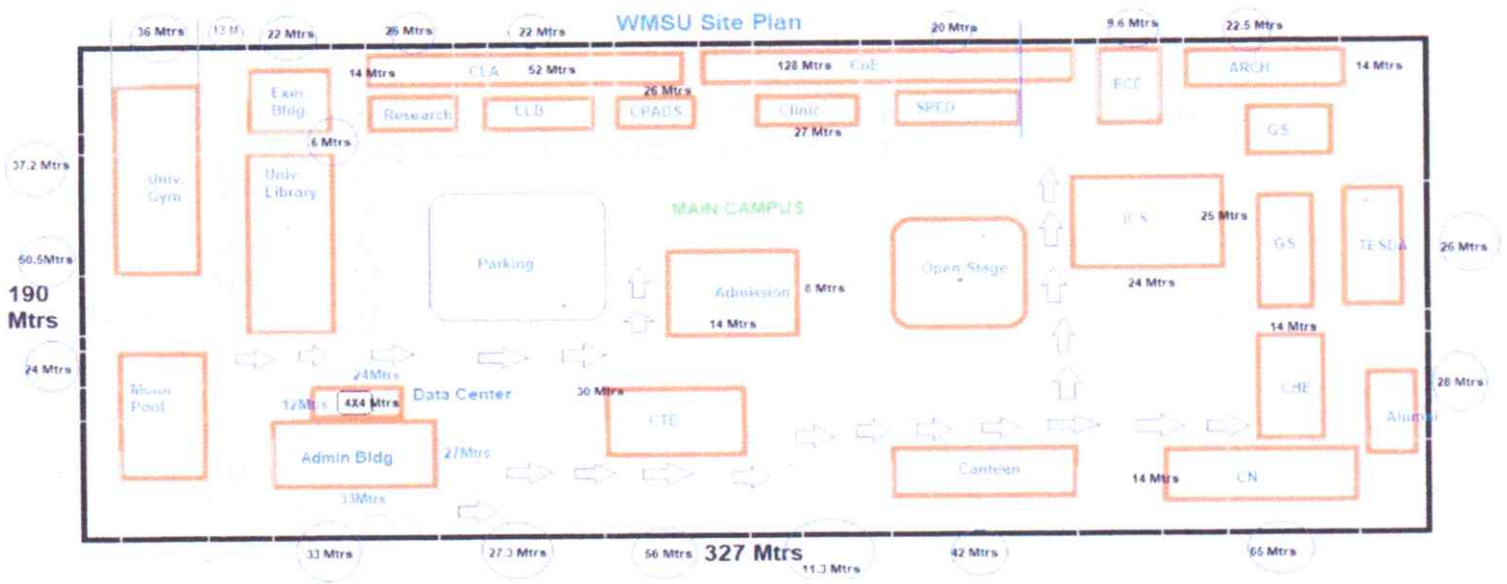 WMSU Site Plan
36 Mtrs
13 M
22 Mtrs
26 Mtrs
22 Mtrs
20 Mtrs
9.6 Mtrs
22.5 Mtrs
14 Mtrs
CLA
52 Mtrs
128 Mtrs
CoE
ECE
ARCH
14 Mtrs
Bldg
Research
26 Mtrs
CPADS
Clinic
27 Mtrs
SPED
GS
6 Mtrs
37.2 Mtrs
Univ.
Gym
Univ.
Library
MAIN CAMPUS
ICS
25 Mtrs
24 Mtrs
GS
TESDA
26 Mtrs
50.5Mtrs
190
Mtrs
Parking
Admission
8 Mtrs
14 Mtrs
Open Stage
14 Mtrs
24 Mtrs
Motor
Pool
24Mtrs
12Mtrs
4X4 Mtrs
Data Center
30 Mtrs
CTE
CHE
28 Mtrs
Alumni
Admin Bldg
27Mtrs
33Mtrs
Canteen
14 Mtrs
CN
33 Mtrs
27.3 Mtrs
56 Mtrs
327 Mtrs
11.3 Mtrs
42 Mtrs
65 Mtrs